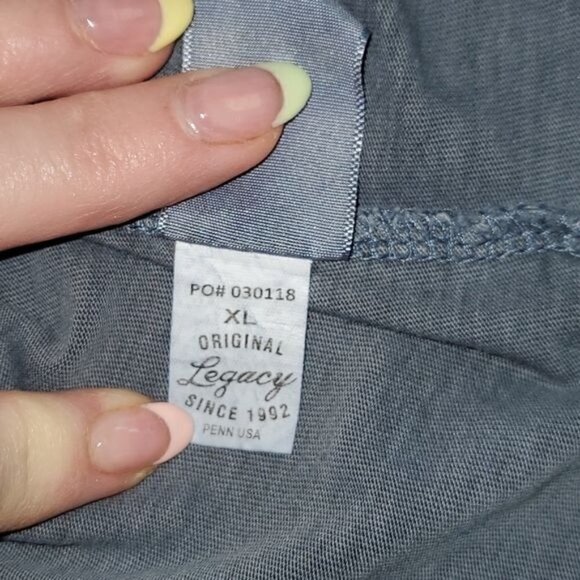 PO# 030118
XL
ORIGINAL
Legacy
SINCE 1992
PENN USA